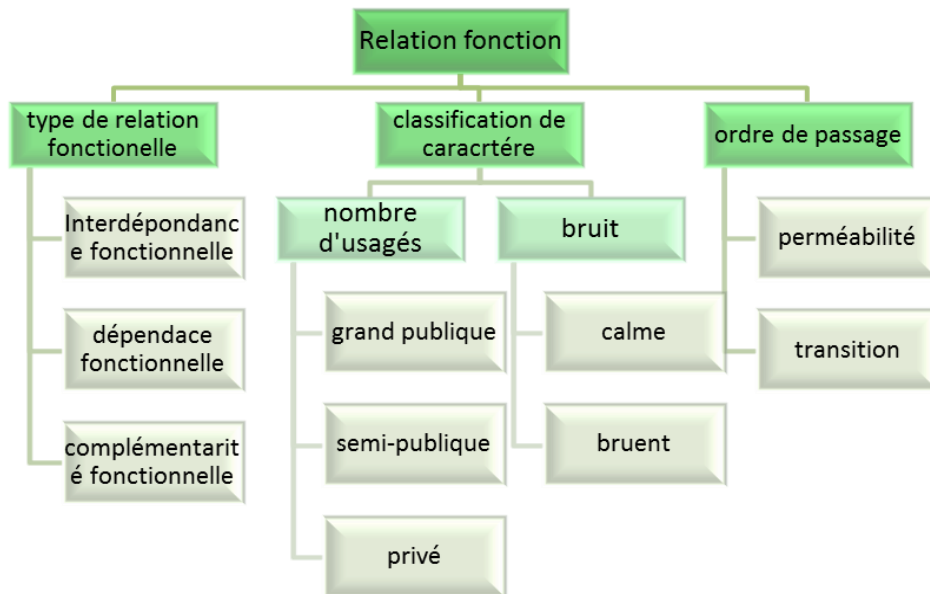 Relation fonction
type de relation
fonctionelle
Interdépondanc
e fonctionnelle
dépendace
fonctionnelle
complémentarit
é fonctionnelle
classification de
caracrtére
nombre
d'usagés
grand publique
semi-publique
privé
bruit
calme
bruent
ordre de passage
perméabilité
transition